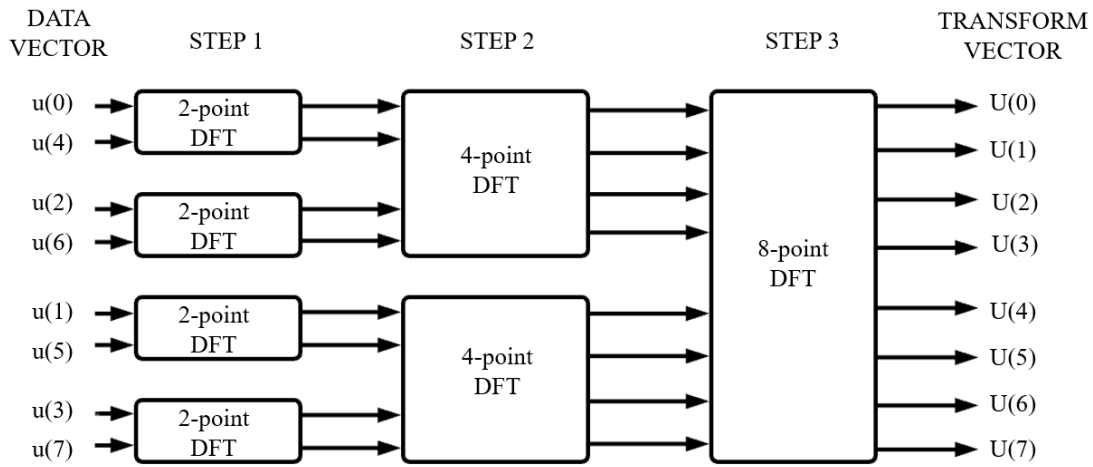 DATA
VECTOR
STEP 1
STEP 2
STEP 3
TRANSFORM
VECTOR
u(0)
u(4)
2-point
DFT
u(2)
u(6)
2-point
DFT
u(1)
u(5)
2-point
DFT
u(3)
u(7)
2-point
DFT
4-point
DFT
4-point
DFT
8-point
DFT
U(0)
U(1)
U(2)
U(3)
U(4)
U(5)
U(6)
U(7)